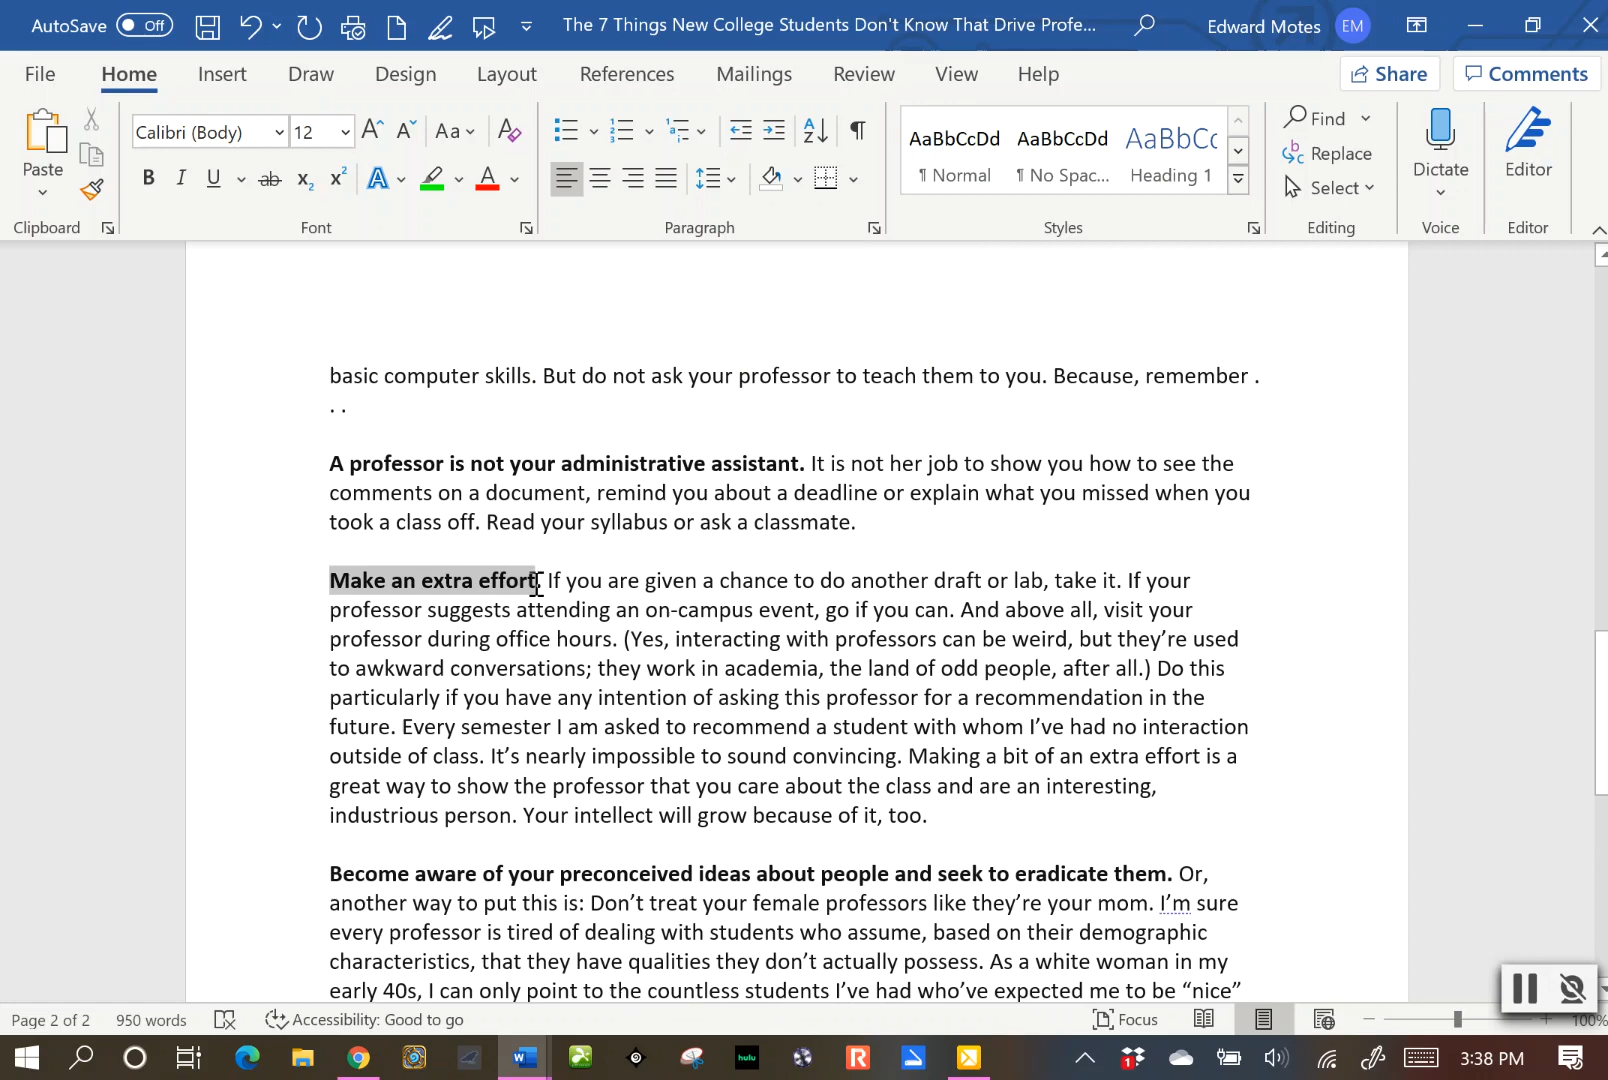 AutoSave Off The 7 Things New College Students Don't Know That Drive Profe... Edward Motes EM
File Home Insert Draw Design Layout References Mailings Review View Help Share Comments
Calibri (Body) 12 Aa AaBbCcDd AaBbCcDd AaBbCc Find
Paste Replace Dictate Editor
B I U ab x2 x2 A A ¶ Normal ¶ No Spac... Heading 1 Select
Clipboard Font Paragraph Styles Editing Voice Editor
basic computer skills. But do not ask your professor to teach them to you. Because, remember .
. .
A professor is not your administrative assistant. It is not her job to show you how to see the
comments on a document, remind you about a deadline or explain what you missed when you
took a class off. Read your syllabus or ask a classmate.
Make an extra effort. If you are given a chance to do another draft or lab, take it. If your
professor suggests attending an on-campus event, go if you can. And above all, visit your
professor during office hours. (Yes, interacting with professors can be weird, but they’re used
to awkward conversations; they work in academia, the land of odd people, after all.) Do this
particularly if you have any intention of asking this professor for a recommendation in the
future. Every semester I am asked to recommend a student with whom I’ve had no interaction
outside of class. It’s nearly impossible to sound convincing. Making a bit of an extra effort is a
great way to show the professor that you care about the class and are an interesting,
industrious person. Your intellect will grow because of it, too.
Become aware of your preconceived ideas about people and seek to eradicate them. Or,
another way to put this is: Don’t treat your female professors like they’re your mom. I’m sure
every professor is tired of dealing with students who assume, based on their demographic
characteristics, that they have qualities they don’t actually possess. As a white woman in my
early 40s, I can only point to the countless students I’ve had who’ve expected me to be “nice”
Page 2 of 2 950 words Accessibility: Good to go Focus 100%
hulu 1 3:38 PM